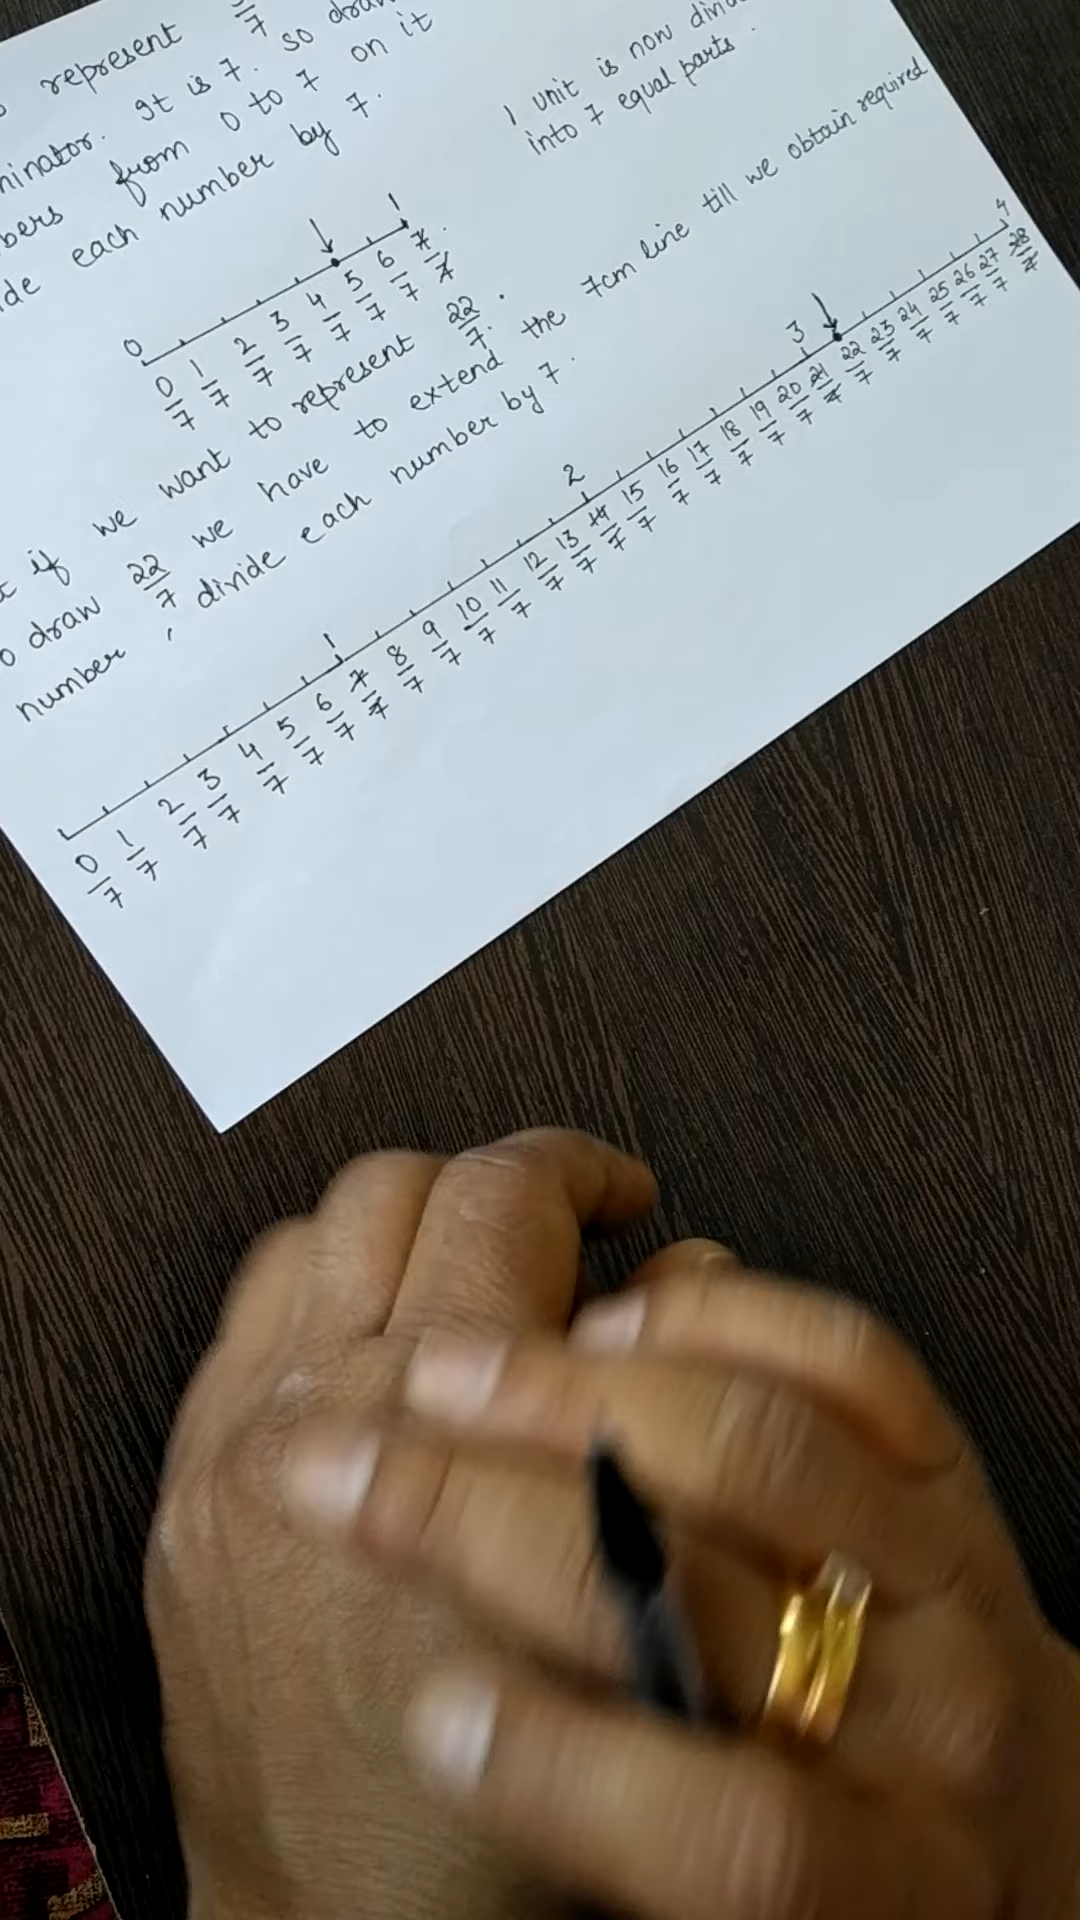 represent 5/7
It is 7. so
from 0 to 7 on it
each number by 7.
1 unit is now
into 7 equal parts.
0 1
0/7 1/7 2/7 3/7 4/7 5/7 6/7 7/7
if we want to represent 22/7.
draw 22/7 we have to extend the 7cm line till we obtain required
number, divide each number by 7.
1 2 3 4
0/7 1/7 2/7 3/7 4/7 5/7 6/7 7/7 8/7 9/7 10/7 11/7 12/7 13/7 14/7 15/7 16/7 17/7 18/7 19/7 20/7 21/7 22/7 23/7 24/7 25/7 26/7 27/7 28/7